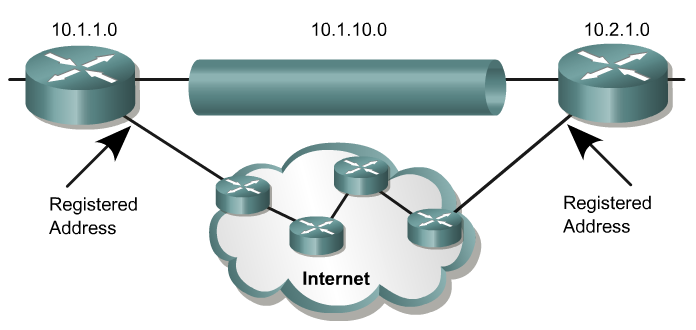 10.1.1.0
10.1.10.0
10.2.1.0
Registered
Address
Registered
Address
Internet